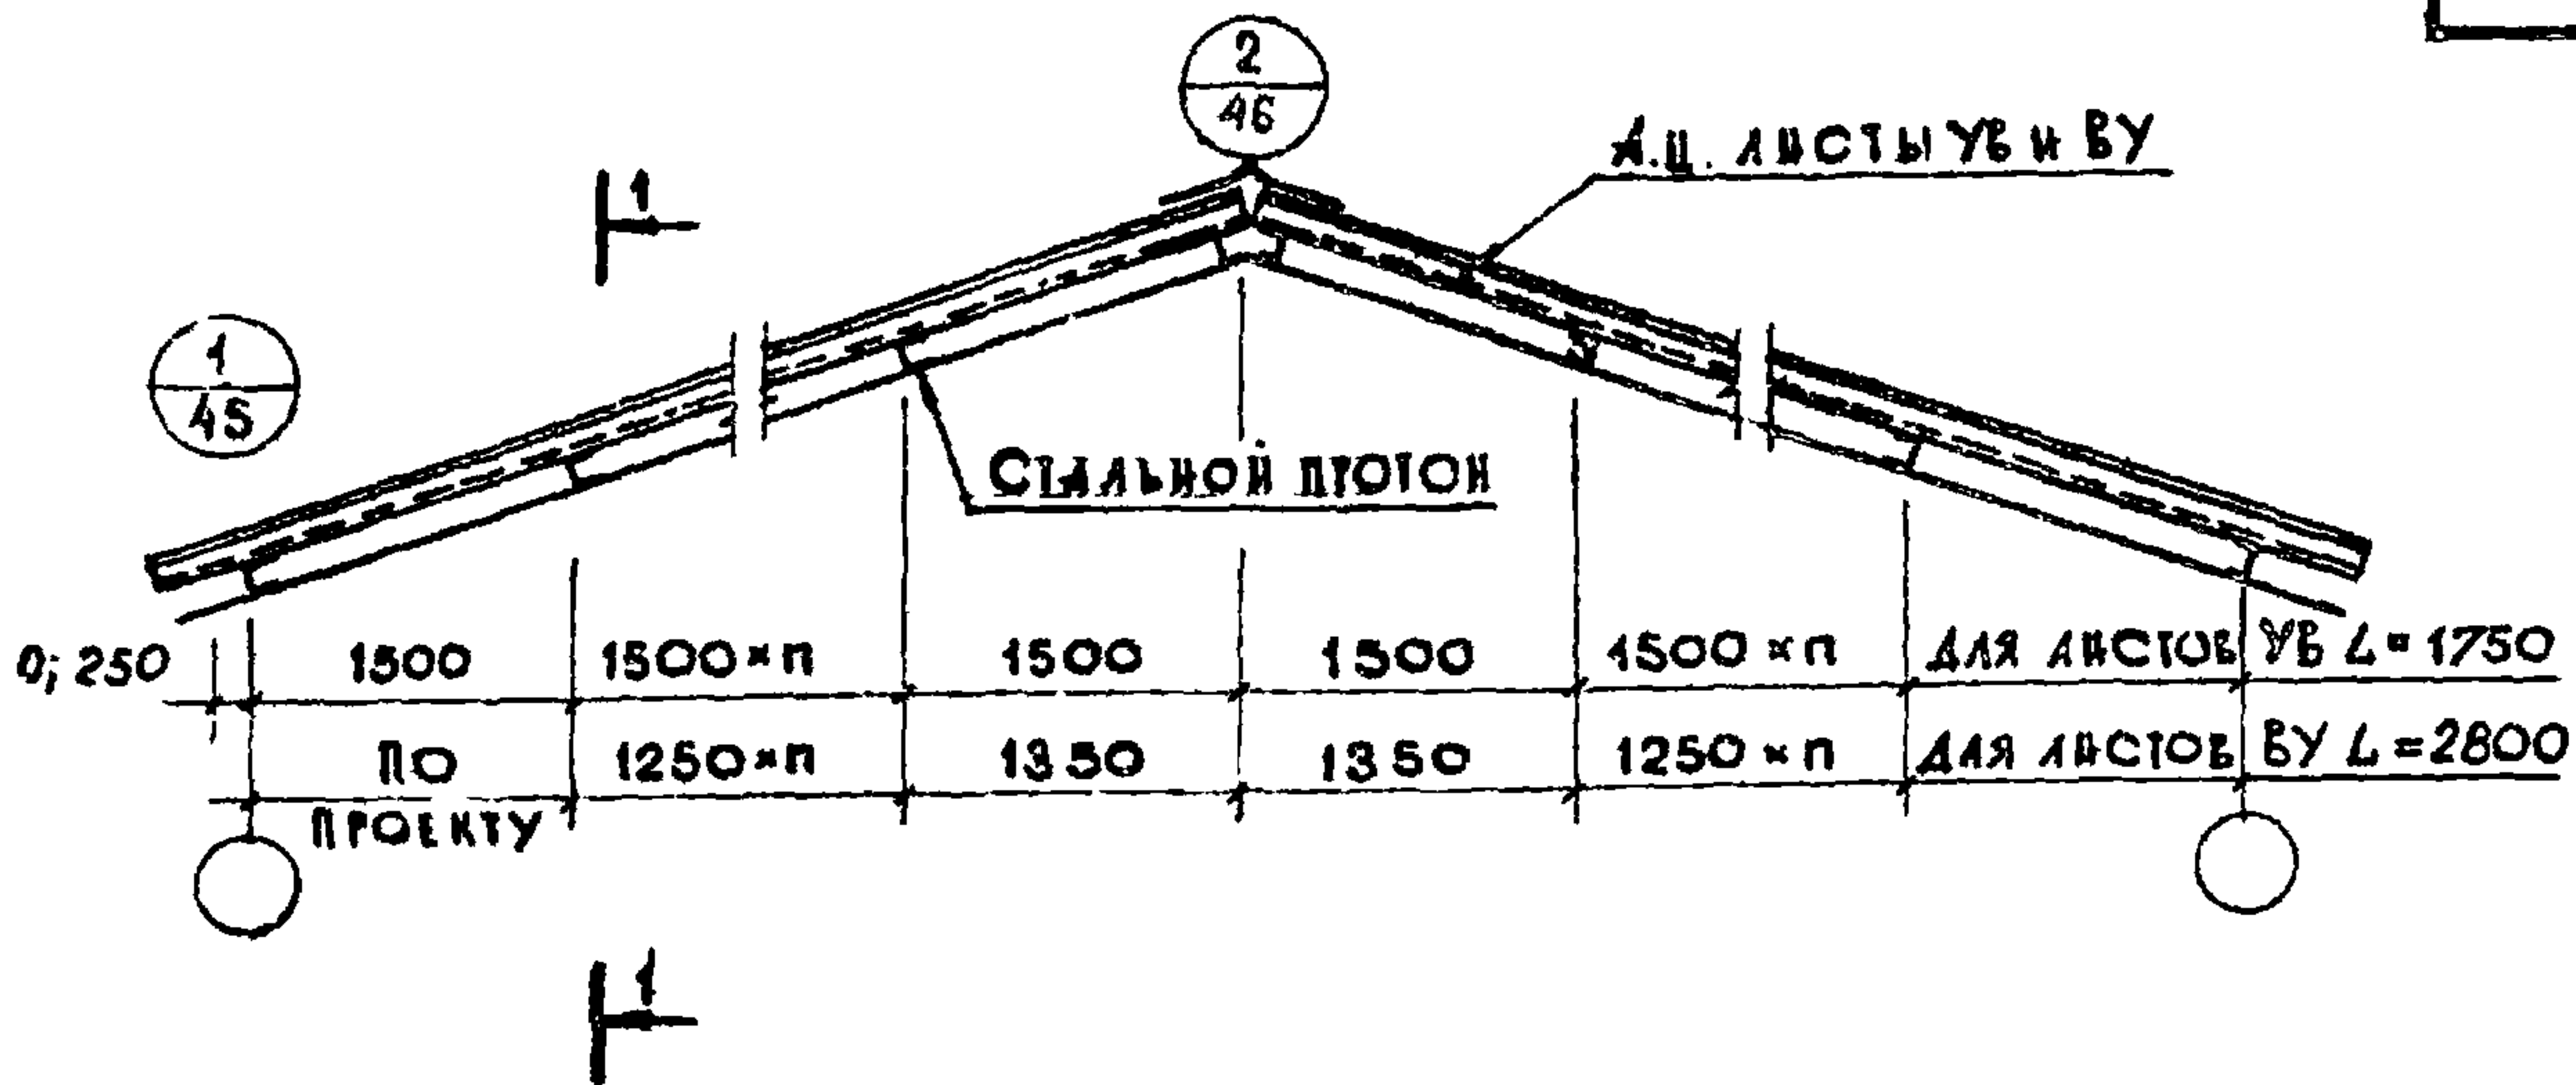 2
46
А.Ц. ЛИСТЫ УВ И ВУ
1
1
45
СТАЛЬНОЙ ПРОГОН
0; 250 1500 1500×п 1500 1500 1500×п ДЛЯ ЛИСТОВ УВ L=1750
ПО 1250×п 1350 1350 1250×п ДЛЯ ЛИСТОВ ВУ L=2800
ПРОЕКТУ
1